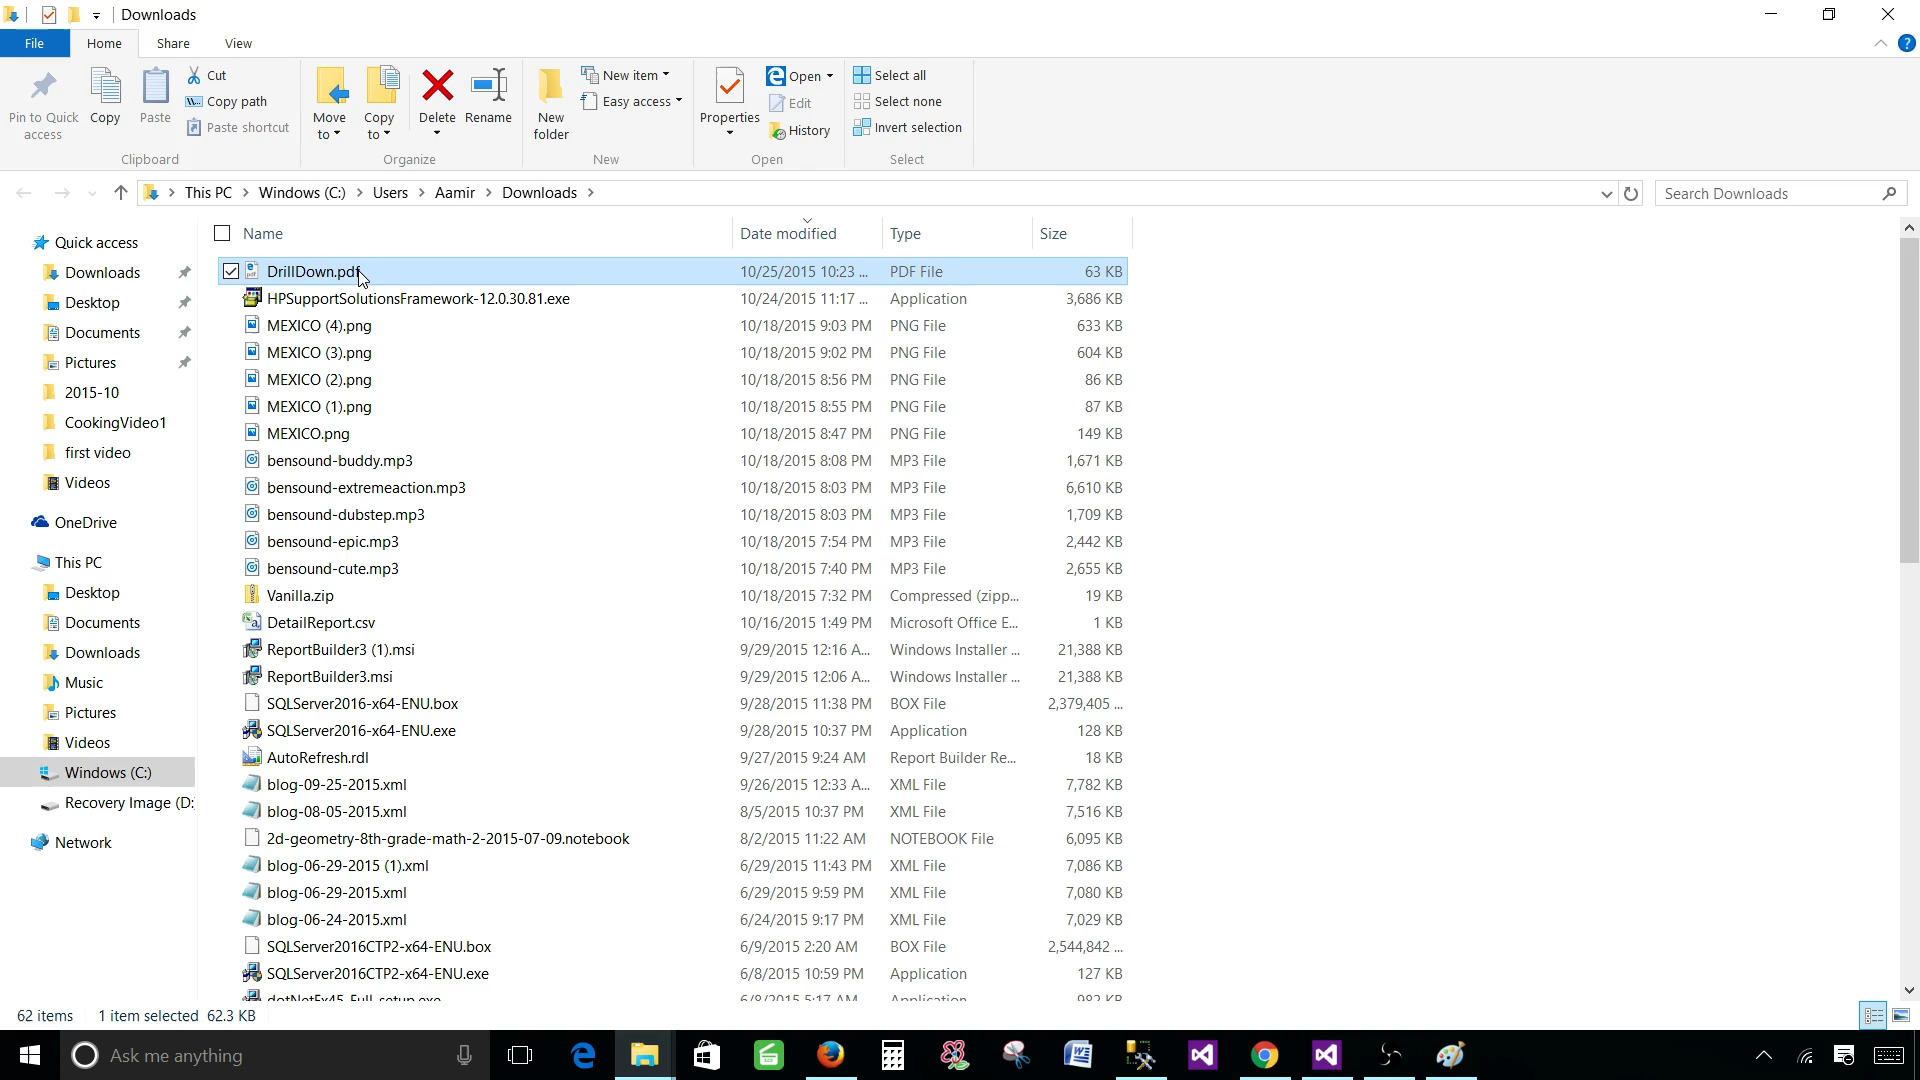 Downloads
File Home Share View
Pin to Quick access Copy Paste Cut Copy path Paste shortcut Move to Copy to Delete Rename New folder New item Easy access Properties Open Edit History Select all Select none Invert selection
Clipboard Organize New Open Select
This PC Windows (C:) Users Aamir Downloads Search Downloads
Quick access
Downloads
Desktop
Documents
Pictures
2015-10
CookingVideo1
first video
Videos
OneDrive
This PC
Desktop
Documents
Downloads
Music
Pictures
Videos
Windows (C:)
Recovery Image (D:
Network
Name Date modified Type Size
DrillDown.pdf 10/25/2015 10:23 ... PDF File 63 KB
HPSupportSolutionsFramework-12.0.30.81.exe 10/24/2015 11:17 ... Application 3,686 KB
MEXICO (4).png 10/18/2015 9:03 PM PNG File 633 KB
MEXICO (3).png 10/18/2015 9:02 PM PNG File 604 KB
MEXICO (2).png 10/18/2015 8:56 PM PNG File 86 KB
MEXICO (1).png 10/18/2015 8:55 PM PNG File 87 KB
MEXICO.png 10/18/2015 8:47 PM PNG File 149 KB
bensound-buddy.mp3 10/18/2015 8:08 PM MP3 File 1,671 KB
bensound-extremeaction.mp3 10/18/2015 8:03 PM MP3 File 6,610 KB
bensound-dubstep.mp3 10/18/2015 8:03 PM MP3 File 1,709 KB
bensound-epic.mp3 10/18/2015 7:54 PM MP3 File 2,442 KB
bensound-cute.mp3 10/18/2015 7:40 PM MP3 File 2,655 KB
Vanilla.zip 10/18/2015 7:32 PM Compressed (zipp... 19 KB
DetailReport.csv 10/16/2015 1:49 PM Microsoft Office E... 1 KB
ReportBuilder3 (1).msi 9/29/2015 12:16 A... Windows Installer ... 21,388 KB
ReportBuilder3.msi 9/29/2015 12:06 A... Windows Installer ... 21,388 KB
SQLServer2016-x64-ENU.box 9/28/2015 11:38 PM BOX File 2,379,405 ...
SQLServer2016-x64-ENU.exe 9/28/2015 10:37 PM Application 128 KB
AutoRefresh.rdl 9/27/2015 9:24 AM Report Builder Re... 18 KB
blog-09-25-2015.xml 9/26/2015 12:33 A... XML File 7,782 KB
blog-08-05-2015.xml 8/5/2015 10:37 PM XML File 7,516 KB
2d-geometry-8th-grade-math-2-2015-07-09.notebook 8/2/2015 11:22 AM NOTEBOOK File 6,095 KB
blog-06-29-2015 (1).xml 6/29/2015 11:43 PM XML File 7,086 KB
blog-06-29-2015.xml 6/29/2015 9:59 PM XML File 7,080 KB
blog-06-24-2015.xml 6/24/2015 9:17 PM XML File 7,029 KB
SQLServer2016CTP2-x64-ENU.box 6/9/2015 2:20 AM BOX File 2,544,842 ...
SQLServer2016CTP2-x64-ENU.exe 6/8/2015 10:59 PM Application 127 KB
dotNetFx45_Full_setup.exe 6/8/2015 5:17 AM Application 982 KB
62 items 1 item selected 62.3 KB
Ask me anything